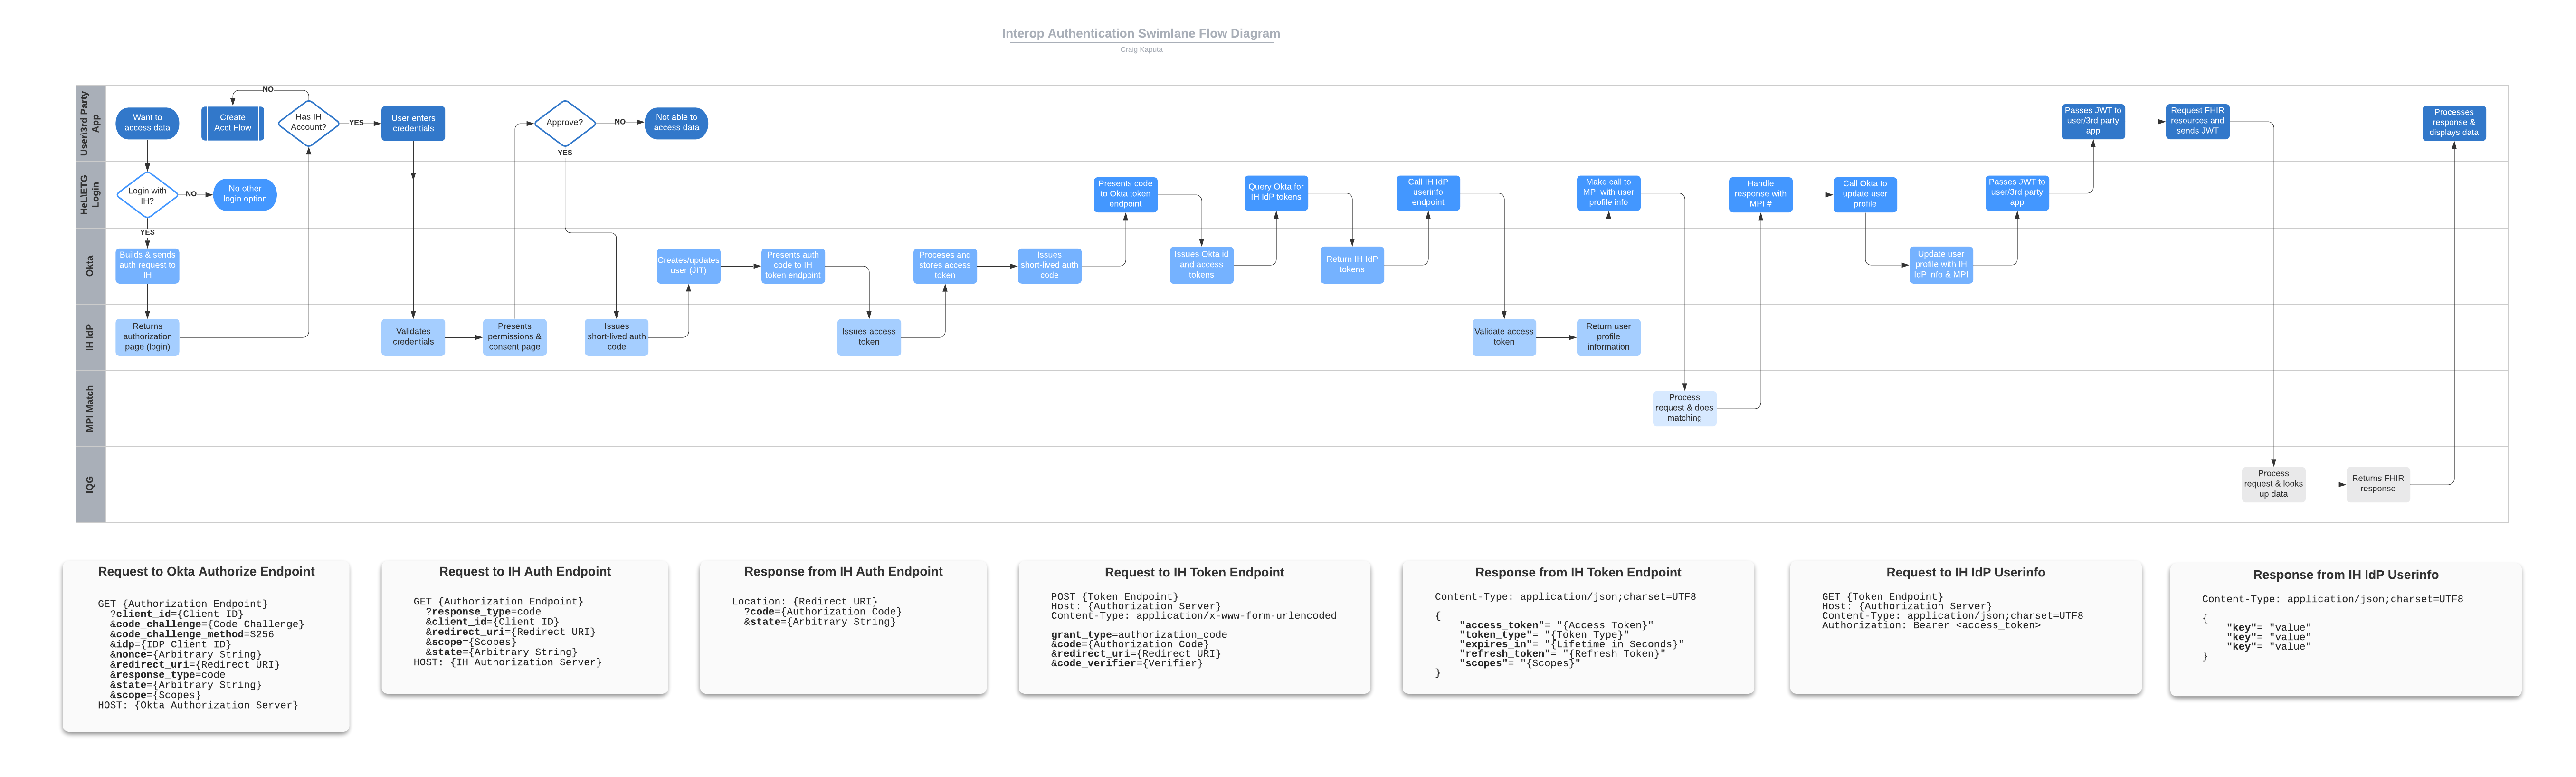 Interop Authentication Swimlane Flow Diagram
Craig Kaputa
User\3rd Party
App
Want to
access data
NO
Create
Acct Flow
Has IH
Account?
YES
User enters
credentials
Approve?
NO
YES
Not able to
access data
Passes JWT to
user/3rd party
app
Request FHIR
resources and
sends JWT
Processes
response &
displays data
HeLi\ETG
Login
Login with
IH?
NO
YES
No other
login option
Presents code
to Okta token
endpoint
Query Okta for
IH IdP tokens
Call IH IdP
userinfo
endpoint
Make call to
MPI with user
profile info
Handle
response with
MPI #
Call Okta to
update user
profile
Passes JWT to
user/3rd party
app
Okta
Builds & sends
auth request to
IH
Creates/updates
user (JIT)
Presents auth
code to IH
token endpoint
Proceses and
stores access
token
Issues
short-lived auth
code
Issues Okta id
and access
tokens
Return IH IdP
tokens
Update user
profile with IH
IdP info & MPI
IH IdP
Returns
authorization
page (login)
Validates
credentials
Presents
permissions &
consent page
Issues
short-lived auth
code
Issues access
token
Validate access
token
Return user
profile
information
MPI Match
Process
request & does
matching
IQG
Process
request & looks
up data
Returns FHIR
response
Request to Okta Authorize Endpoint
GET {Authorization Endpoint}
?client_id={Client ID}
&code_challenge={Code Challenge}
&code_challenge_method=S256
&idp={IDP Client ID}
&nonce={Arbitrary String}
&redirect_uri={Redirect URI}
&response_type=code
&state={Arbitrary String}
&scope={Scopes}
HOST: {Okta Authorization Server}
Request to IH Auth Endpoint
GET {Authorization Endpoint}
?response_type=code
&client_id={Client ID}
&redirect_uri={Redirect URI}
&scope={Scopes}
&state={Arbitrary String}
HOST: {IH Authorization Server}
Response from IH Auth Endpoint
Location: {Redirect URI}
?code={Authorization Code}
&state={Arbitrary String}
Request to IH Token Endpoint
POST {Token Endpoint}
Host: {Authorization Server}
Content-Type: application/x-www-form-urlencoded
grant_type=authorization_code
&code={Authorization Code}
&redirect_uri={Redirect URI}
&code_verifier={Verifier}
Response from IH Token Endpoint
Content-Type: application/json;charset=UTF8
{
"access_token"= "{Access Token}"
"token_type"= "{Token Type}"
"expires_in"= "{Lifetime in Seconds}"
"refresh_token"= "{Refresh Token}"
"scopes"= "{Scopes}"
}
Request to IH IdP Userinfo
GET {Token Endpoint}
Host: {Authorization Server}
Content-Type: application/json;charset=UTF8
Authorization: Bearer <access_token>
Response from IH IdP Userinfo
Content-Type: application/json;charset=UTF8
{
"key"= "value"
"key"= "value"
"key"= "value"
}